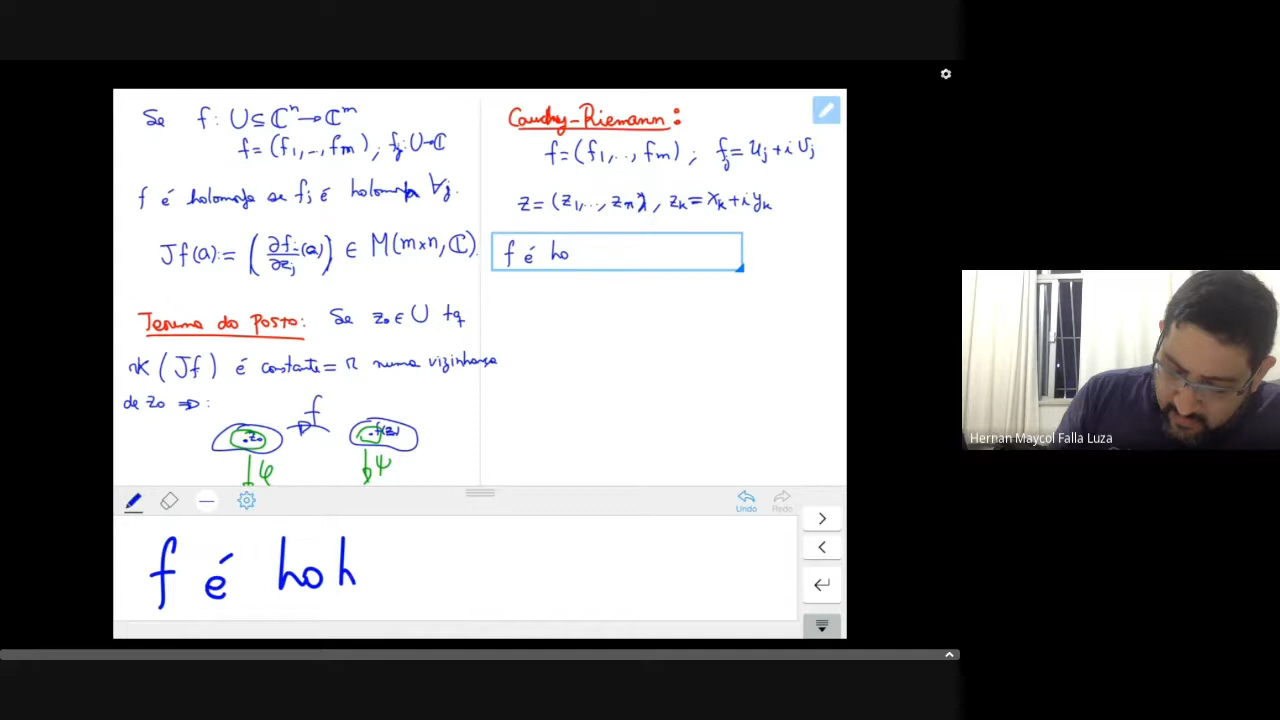 Se f: U ⊆ ℂⁿ → ℂᵐ
f = (f₁, .., fₘ), fⱼ: U → ℂ
f é holomorfa se fⱼ é holomorfa ∀j.
Jf(a) := (∂fᵢ/∂zⱼ (a)) ∈ M(m×n, ℂ).
Teorema do Posto: Se z₀ ∈ U tq
rk (Jf) é constante = r numa vizinhança
de z₀ ⇒ :
f
z₀ f(z₀)
φ ψ
Cauchy-Riemann:
f = (f₁, .., fₘ) ; fⱼ = uⱼ + i vⱼ
z = (z₁, ..., zₙ), zₖ = xₖ + i yₖ
f é ho
Undo Redo
f é hoh
Hernan Maycol Falla Luza